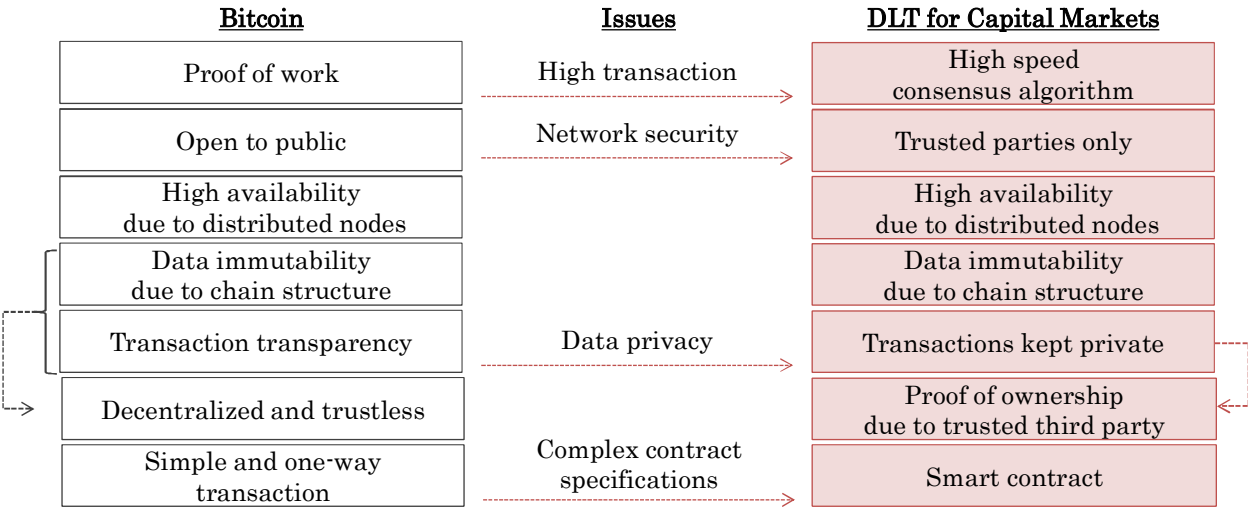 Bitcoin
Issues
DLT for Capital Markets
Proof of work
High transaction
High speed
consensus algorithm
Open to public
Network security
Trusted parties only
High availability
due to distributed nodes
High availability
due to distributed nodes
Data immutability
due to chain structure
Data immutability
due to chain structure
Transaction transparency
Data privacy
Transactions kept private
Decentralized and trustless
Proof of ownership
due to trusted third party
Simple and one-way
transaction
Complex contract
specifications
Smart contract